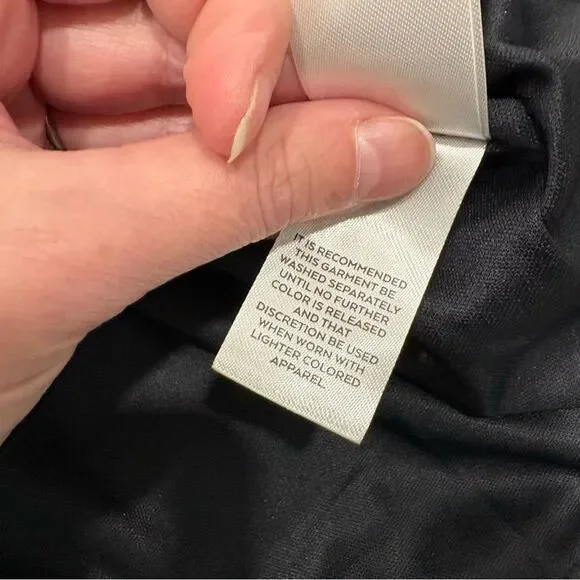 IT IS RECOMMENDED
THIS GARMENT BE
WASHED SEPARATELY
UNTIL NO FURTHER
COLOR IS RELEASED
AND THAT
DISCRETION BE USED
WHEN WORN WITH
LIGHTER COLORED
APPAREL.